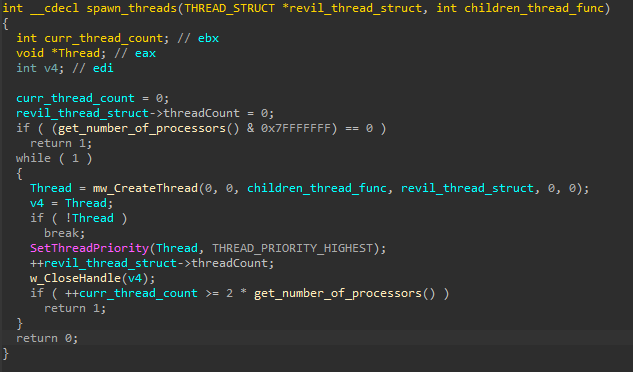 int __cdecl spawn_threads(THREAD_STRUCT *revil_thread_struct, int children_thread_func)
{
  int curr_thread_count; // ebx
  void *Thread; // eax
  int v4; // edi

  curr_thread_count = 0;
  revil_thread_struct->threadCount = 0;
  if ( (get_number_of_processors() & 0x7FFFFFFF) == 0 )
    return 1;
  while ( 1 )
  {
    Thread = mw_CreateThread(0, 0, children_thread_func, revil_thread_struct, 0, 0);
    v4 = Thread;
    if ( !Thread )
      break;
    SetThreadPriority(Thread, THREAD_PRIORITY_HIGHEST);
    ++revil_thread_struct->threadCount;
    w_CloseHandle(v4);
    if ( ++curr_thread_count >= 2 * get_number_of_processors() )
      return 1;
  }
  return 0;
}